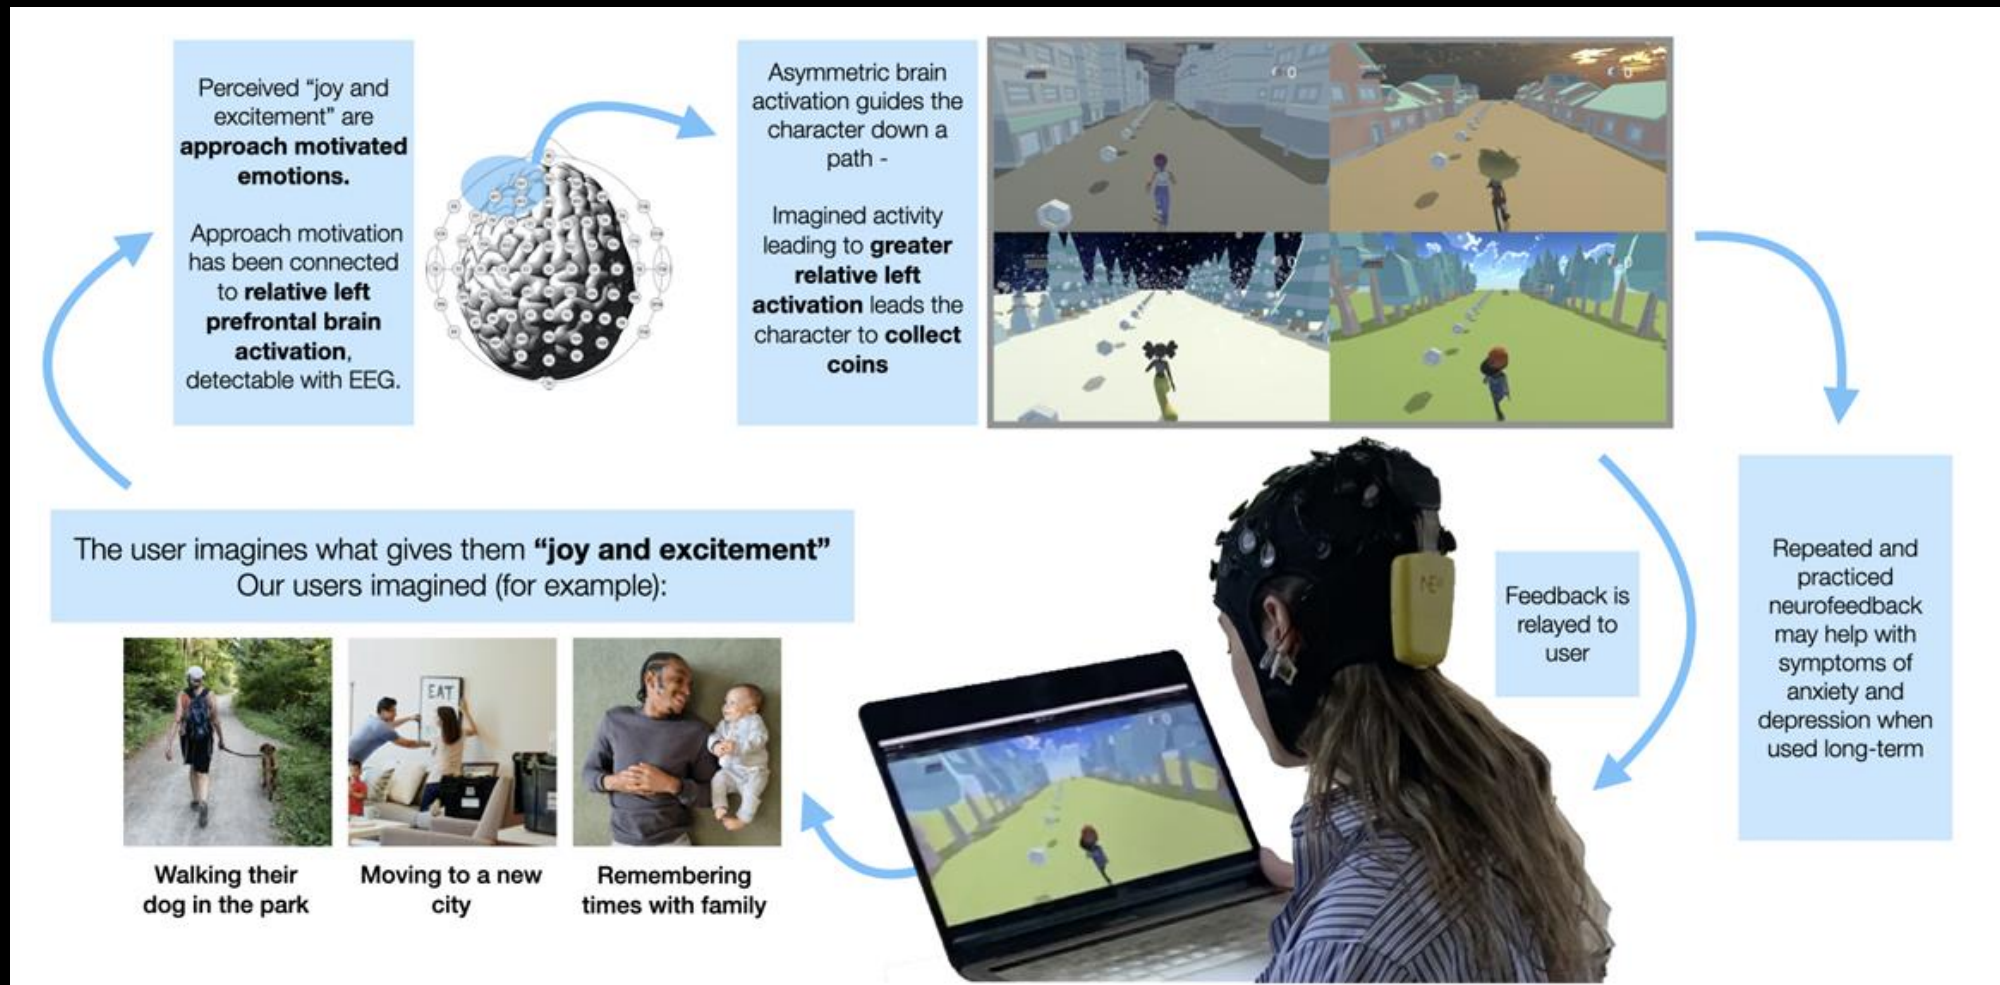 Perceived “joy and
excitement” are
approach motivated
emotions.
Approach motivation
has been connected
to relative left
prefrontal brain
activation,
detectable with EEG.
Asymmetric brain
activation guides the
character down a
path -
Imagined activity
leading to greater
relative left
activation leads the
character to collect
coins
The user imagines what gives them “joy and excitement”
Our users imagined (for example):
EAT
Walking their
dog in the park
Moving to a new
city
Remembering
times with family
Feedback is
relayed to
user
Repeated and
practiced
neurofeedback
may help with
symptoms of
anxiety and
depression when
used long-term